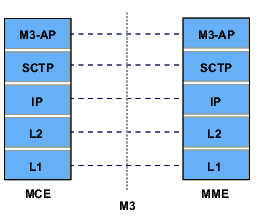 M3-AP M3-AP
SCTP SCTP
IP IP
L2 L2
L1 L1
MCE MME
M3